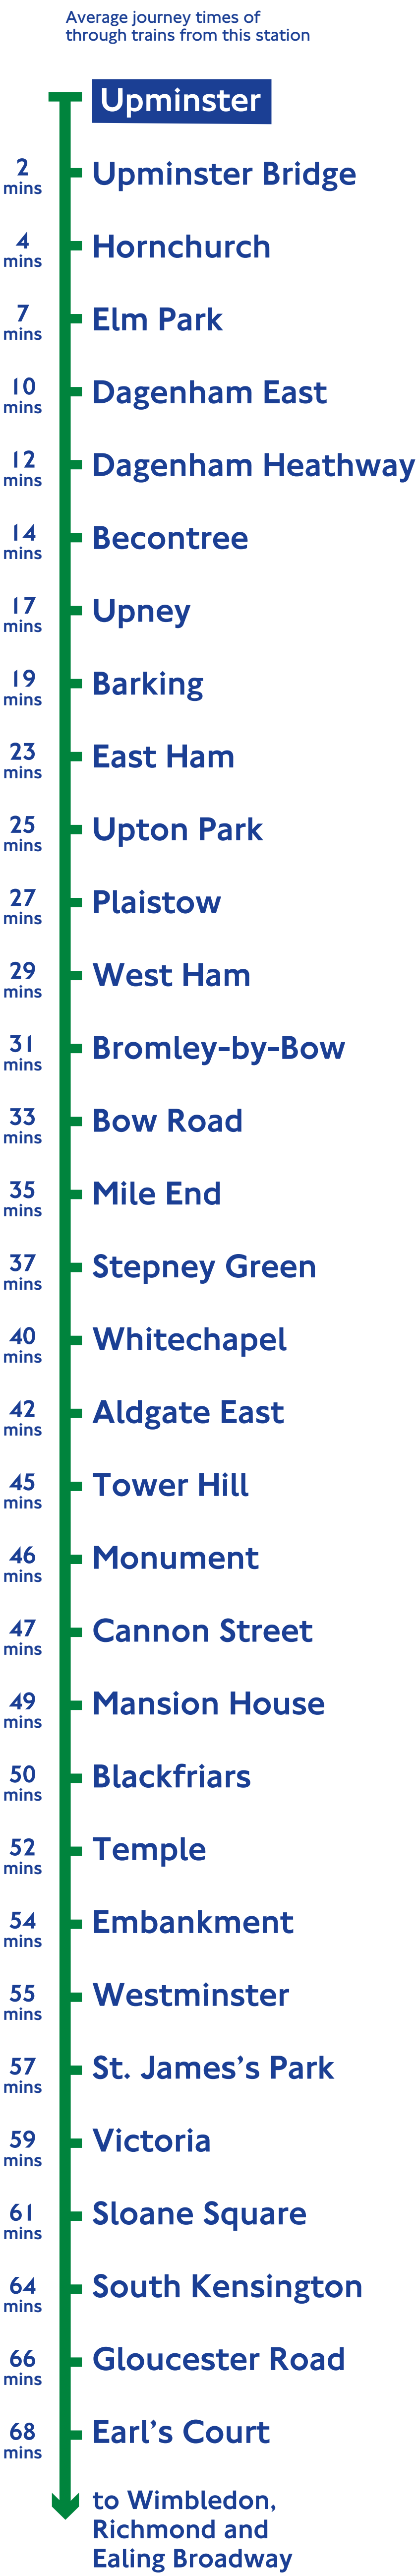 Average journey times of
through trains from this station
Upminster
2
mins
Upminster Bridge
4
mins
Hornchurch
7
mins
Elm Park
10
mins
Dagenham East
12
mins
Dagenham Heathway
14
mins
Becontree
17
mins
Upney
19
mins
Barking
23
mins
East Ham
25
mins
Upton Park
27
mins
Plaistow
29
mins
West Ham
31
mins
Bromley-by-Bow
33
mins
Bow Road
35
mins
Mile End
37
mins
Stepney Green
40
mins
Whitechapel
42
mins
Aldgate East
45
mins
Tower Hill
46
mins
Monument
47
mins
Cannon Street
49
mins
Mansion House
50
mins
Blackfriars
52
mins
Temple
54
mins
Embankment
55
mins
Westminster
57
mins
St. James’s Park
59
mins
Victoria
61
mins
Sloane Square
64
mins
South Kensington
66
mins
Gloucester Road
68
mins
Earl’s Court
to Wimbledon,
Richmond and
Ealing Broadway